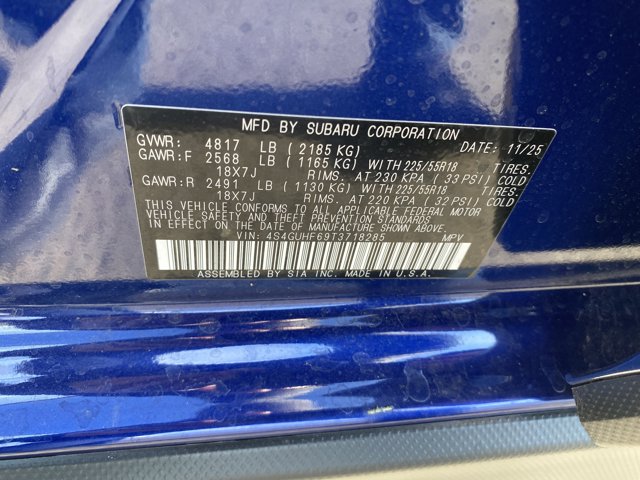 MFD BY SUBARU CORPORATION DATE: 11/25
GVWR: 4817 LB ( 2185 KG)
GAWR:F 2568 LB ( 1165 KG) WITH 225/55R18 TIRES.
18X7J RIMS. AT 230 KPA ( 33 PSI) COLD
GAWR:R 2491 LB ( 1130 KG) WITH 225/55R18 TIRES.
18X7J RIMS. AT 220 KPA ( 32 PSI) COLD
THIS VEHICLE CONFORMS TO ALL APPLICABLE FEDERAL MOTOR
VEHICLE SAFETY AND THEFT PREVENTION STANDARDS
IN EFFECT ON THE DATE OF MANUFACTURE SHOWN ABOVE.
VIN: 4S4GUHF69T3718285 MPV
ASSEMBLED BY SIA INC. MADE IN U.S.A.